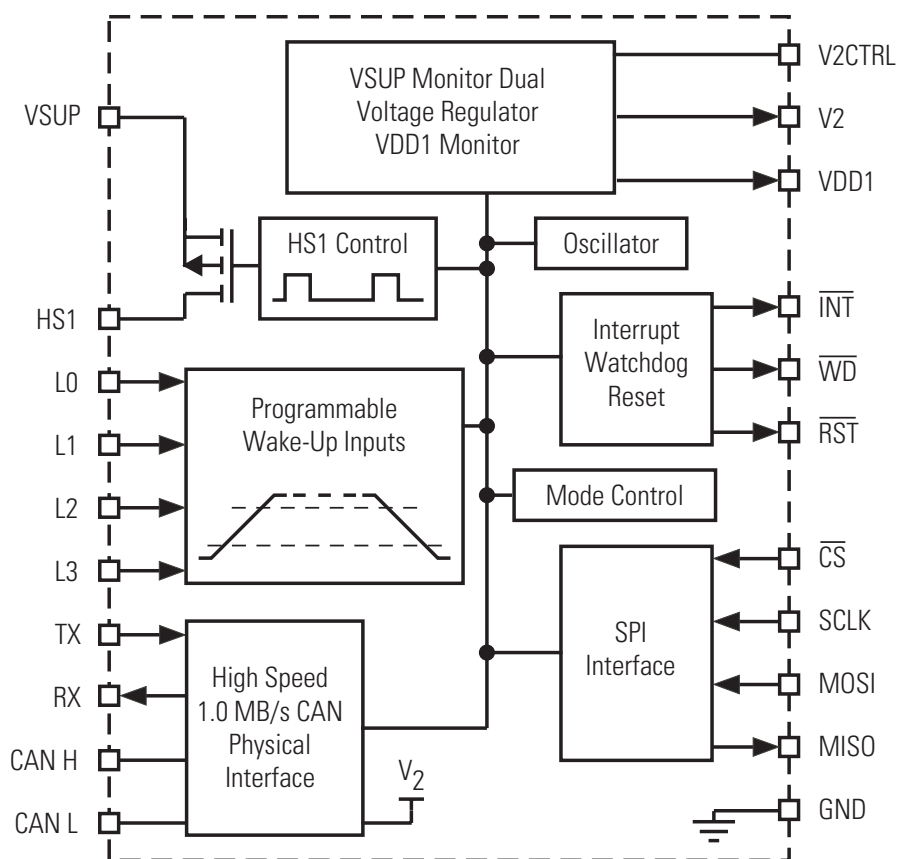 VSUP Monitor Dual
Voltage Regulator
VDD1 Monitor
V2CTRL
V2
VDD1
VSUP
HS1 Control
Oscillator
HS1
Interrupt
Watchdog
Reset
INT
WD
RST
L0
L1
L2
L3
Programmable
Wake-Up Inputs
Mode Control
TX
RX
CAN H
CAN L
High Speed
1.0 MB/s CAN
Physical
Interface
V2
SPI
Interface
CS
SCLK
MOSI
MISO
GND